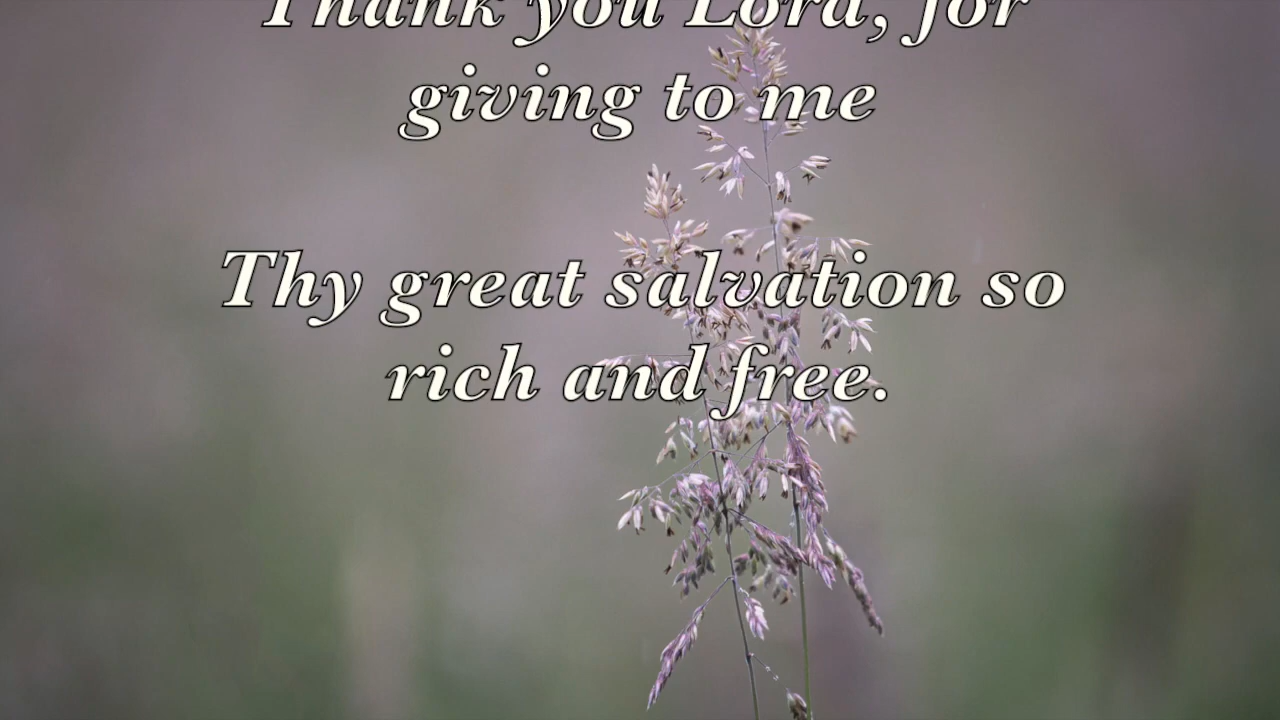 Thank you Lord, for
giving to me
Thy great salvation so
rich and free.